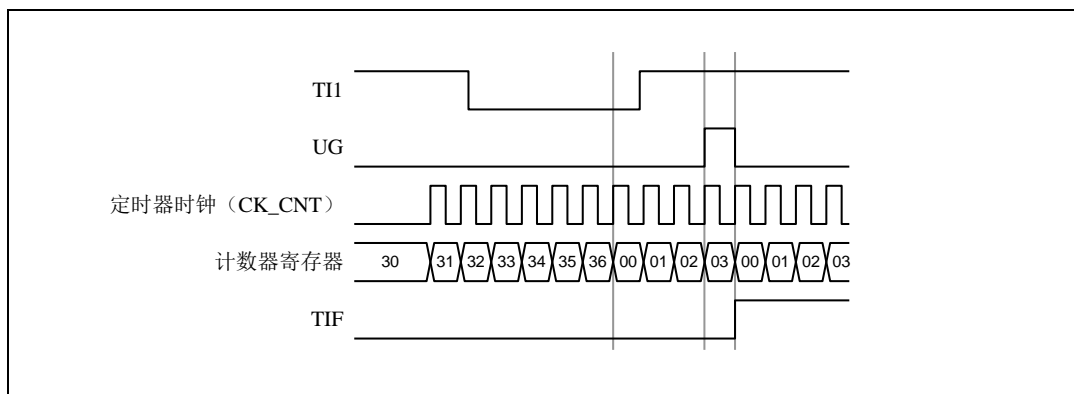 TI1
UG
定时器时钟（CK_CNT）
计数器寄存器 30 31 32 33 34 35 36 00 01 02 03 00 01 02 03
TIF